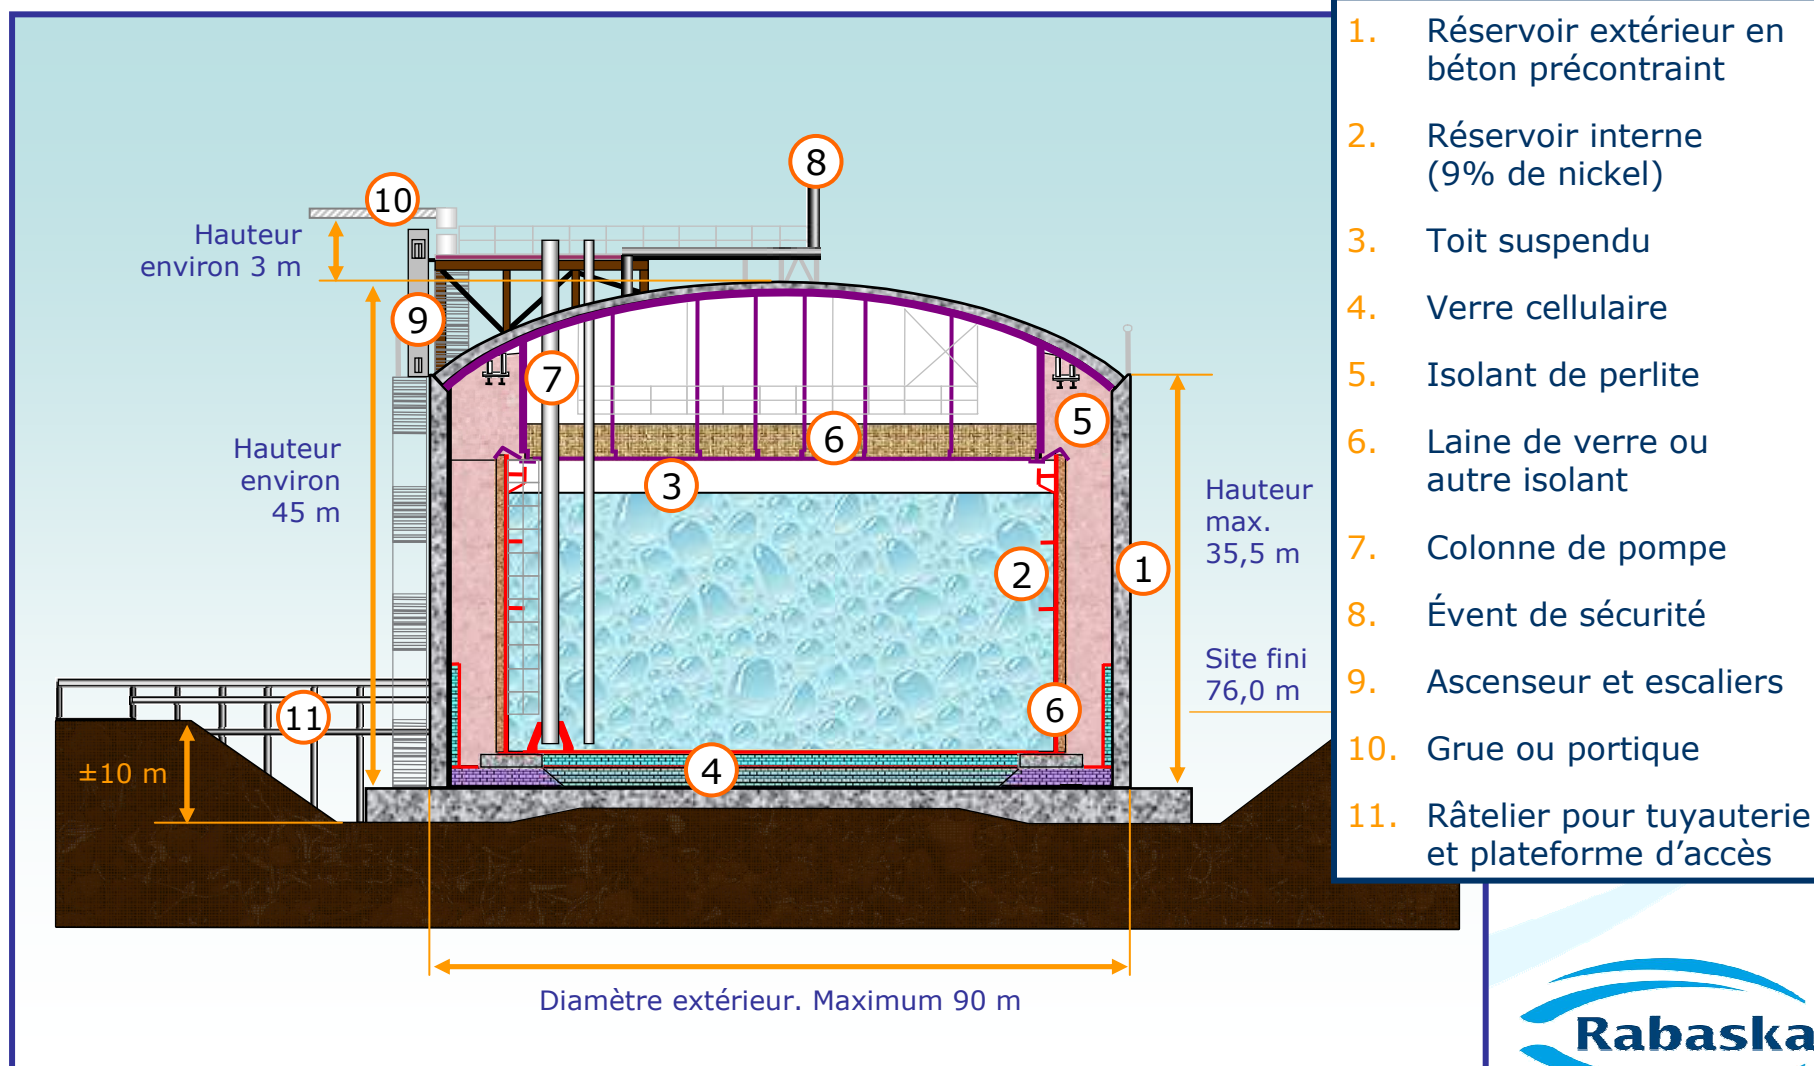 1. Réservoir extérieur en
béton précontraint
2. Réservoir interne
(9% de nickel)
3. Toit suspendu
4. Verre cellulaire
5. Isolant de perlite
6. Laine de verre ou
autre isolant
7. Colonne de pompe
8. Évent de sécurité
9. Ascenseur et escaliers
10. Grue ou portique
11. Râtelier pour tuyauterie
et plateforme d’accès
8
10
Hauteur
environ 3 m
9
7
5
6
Hauteur
environ
45 m
3
Hauteur
max.
35,5 m
2
1
Site fini
76,0 m
6
11
±10 m
4
Diamètre extérieur. Maximum 90 m
Rabaska